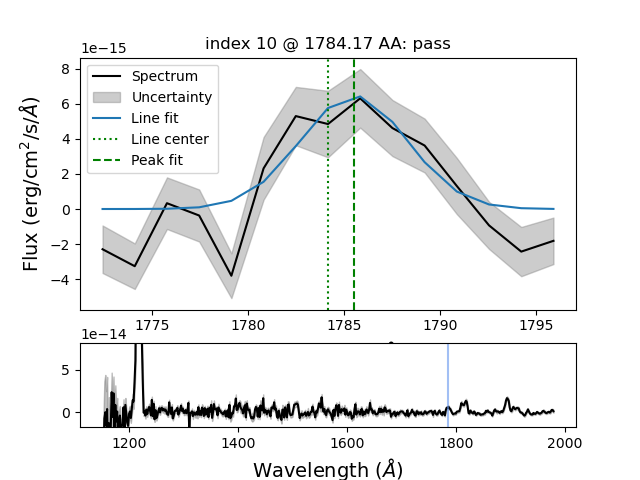 index 10 @ 1784.17 AA: pass
1e−15
Flux (erg/cm²/s/Å)
8
6
4
2
0
−2
−4
Spectrum
Uncertainty
Line fit
Line center
Peak fit
1775 1780 1785 1790 1795
1e−14
5
0
1200 1400 1600 1800 2000
Wavelength (Å)